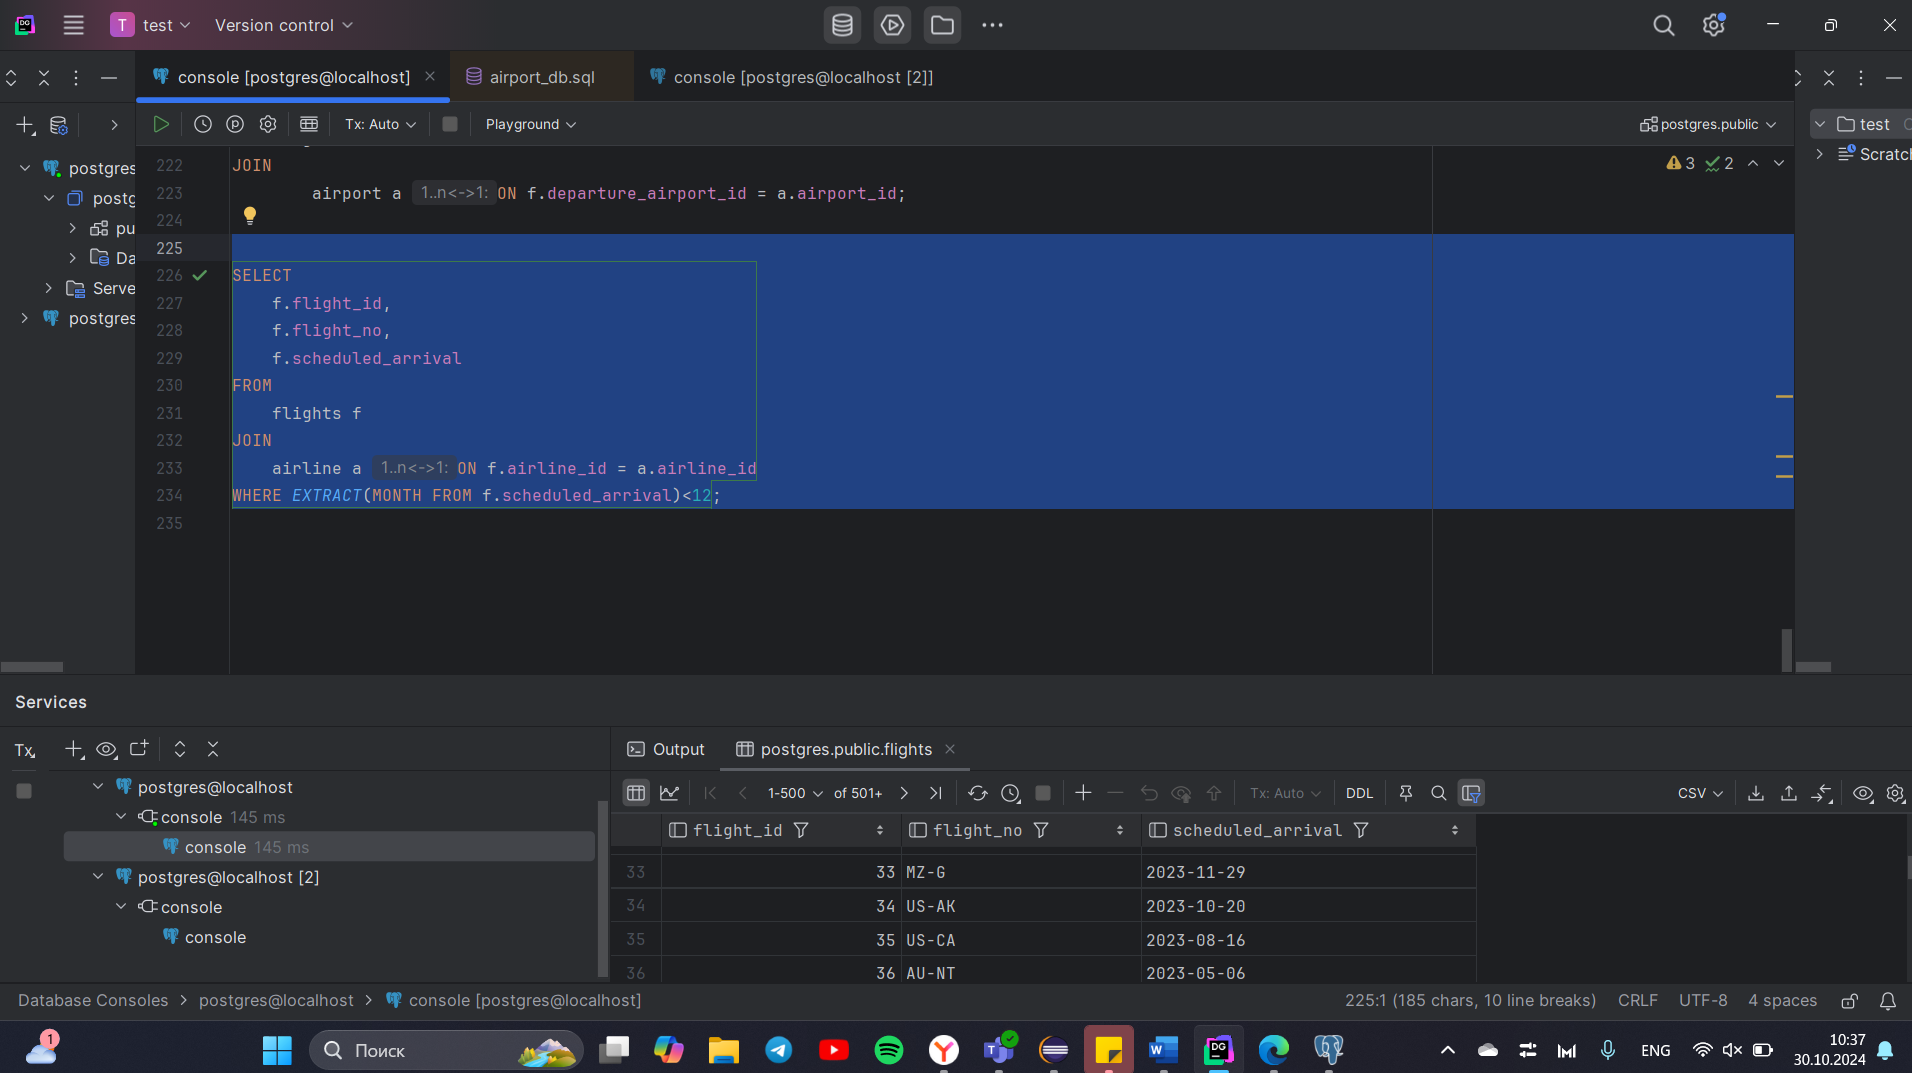 T test Version control
console [postgres@localhost] airport_db.sql console [postgres@localhost [2]]
Tx: Auto Playground postgres.public
test
Scratch
postgres
postg
pu
Da
Serve
postgres
222 JOIN
223 airport a 1..n<->1: ON f.departure_airport_id = a.airport_id;
3 2
224
225
226 SELECT
227 f.flight_id,
228 f.flight_no,
229 f.scheduled_arrival
230 FROM
231 flights f
232 JOIN
233 airline a 1..n<->1: ON f.airline_id = a.airline_id
234 WHERE EXTRACT(MONTH FROM f.scheduled_arrival)<12;
235
Services
Tx
postgres@localhost
console 145 ms
console 145 ms
postgres@localhost [2]
console
console
Output postgres.public.flights
1-500 of 501+ Tx: Auto DDL CSV
flight_id flight_no scheduled_arrival
33 33 MZ-G 2023-11-29
34 34 US-AK 2023-10-20
35 35 US-CA 2023-08-16
36 36 AU-NT 2023-05-06
Database Consoles > postgres@localhost > console [postgres@localhost] 225:1 (185 chars, 10 line breaks) CRLF UTF-8 4 spaces
1 Поиск ENG 10:37
30.10.2024